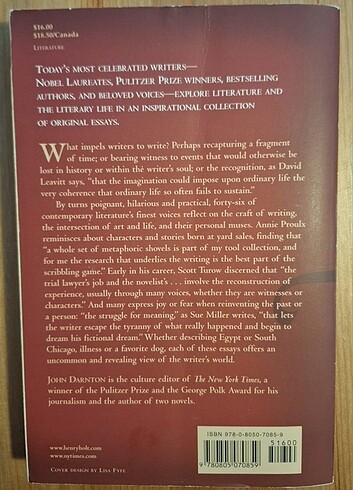 $16.00
$18.50/Canada
Literature
Today's most celebrated writers—
Nobel Laureates, Pulitzer Prize winners, bestselling
authors, and beloved voices—explore literature and
the literary life in an inspirational collection
of original essays.
What impels writers to write? Perhaps recapturing a fragment
of time; or bearing witness to events that would otherwise be
lost in history or within the writer's soul; or the recognition, as David
Leavitt says, "that the imagination could impose upon ordinary life the
very coherence that ordinary life so often fails to sustain."
By turns poignant, hilarious and practical, forty-six of
contemporary literature's finest voices reflect on the craft of writing,
the intersection of art and life, and their personal muses. Annie Proulx
reminisces about characters and stories born at yard sales, finding that
"a whole set of metaphoric shovels is part of my tool collection, and
for me the research that underlies the writing is the best part of the
scribbling game." Early in his career, Scott Turow discerned that "the
trial lawyer's job and the novelist's . . . involve the reconstruction of
experience, usually through many voices, whether they are witnesses or
characters." And many express joy or fear when reinventing the past or
a person: "the struggle for meaning," as Sue Miller writes, "that lets
the writer escape the tyranny of what really happened and begin to
dream his fictional dream." Whether describing Egypt or South
Chicago, illness or a favorite dog, each of these essays offers an
uncommon and revealing view of the writer's world.
John Darnton is the culture editor of The New York Times, a
winner of the Pulitzer Prize and the George Polk Award for his
journalism and the author of two novels.
www.henryholt.com
www.nytimes.com
Cover design by Lisa Fyfe
ISBN 978-0-8050-7085-9
51600
9 780805 070859